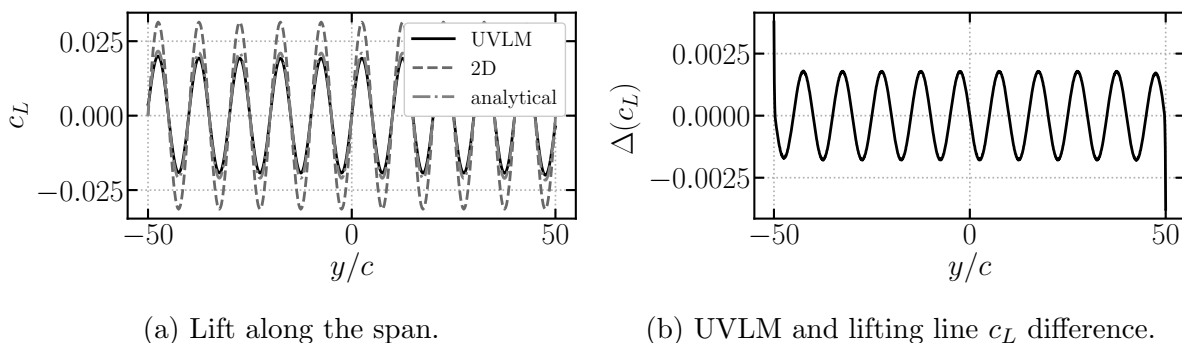 0.025
0.000
−0.025
c_L
−50
0
50
y/c
UVLM
2D
analytical
(a) Lift along the span.
0.0025
0.0000
−0.0025
Δ(c_L)
−50
0
50
y/c
(b) UVLM and lifting line c_L difference.